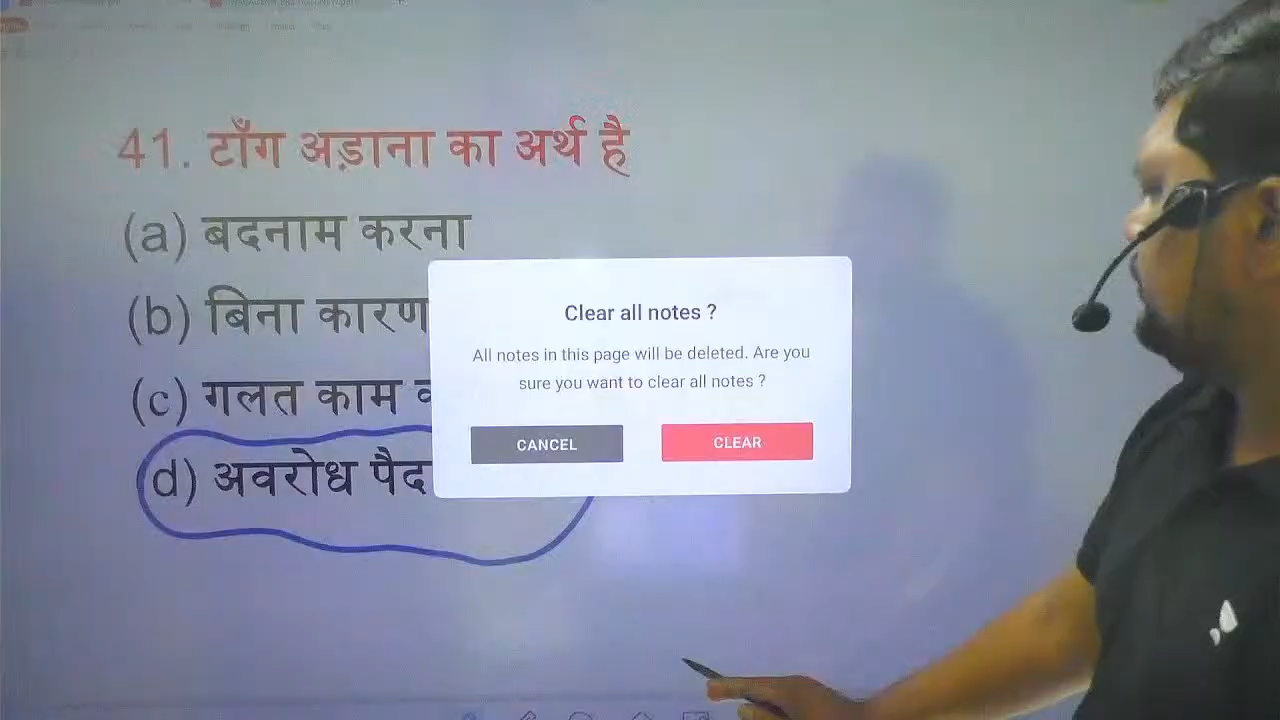 41. टाँग अड़ाना का अर्थ है
(a) बदनाम करना
(b) बिना कारण
(c) गलत काम
(d) अवरोध
Clear all notes ?
All notes in this page will be deleted. Are you
sure you want to clear all notes ?
CANCEL
CLEAR